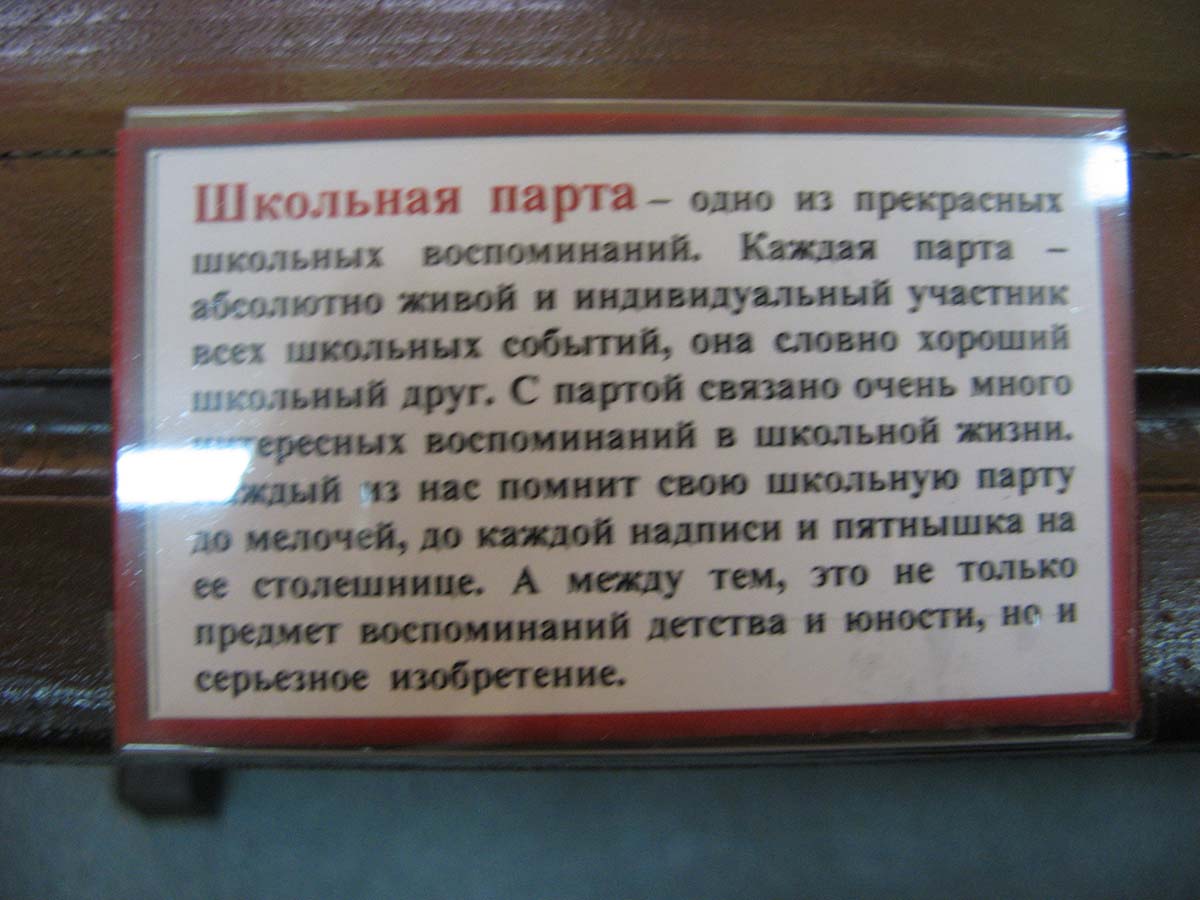 Школьная парта – одно из прекрасных
школьных воспоминаний. Каждая парта –
абсолютно живой и индивидуальный участник
всех школьных событий, она словно хороший
школьный друг. С партой связано очень много
интересных воспоминаний в школьной жизни.
Каждый из нас помнит свою школьную парту
до мелочей, до каждой надписи и пятнышка на
ее столешнице. А между тем, это не только
предмет воспоминаний детства и юности, но и
серьезное изобретение.